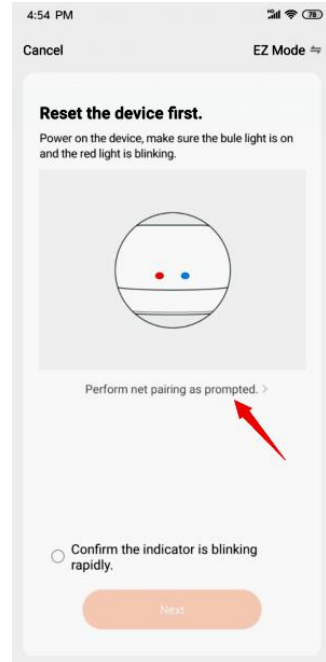 4:54 PM 78
Cancel EZ Mode
Reset the device first.
Power on the device, make sure the bule light is on
and the red light is blinking.
Perform net pairing as prompted. >
Confirm the indicator is blinking
rapidly.
Next